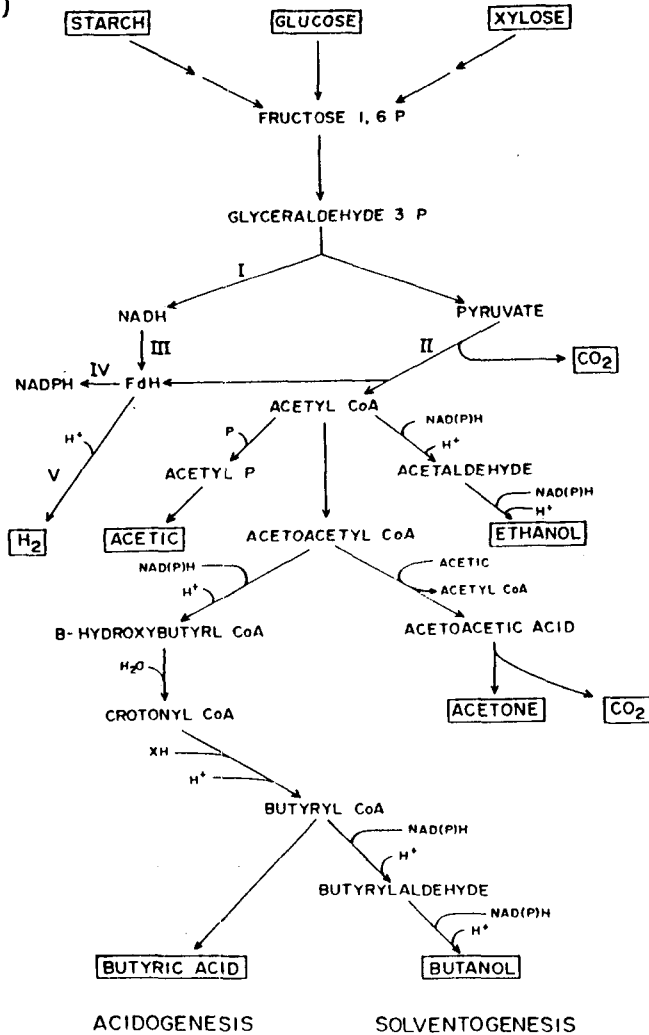 )
STARCH
GLUCOSE
XYLOSE
FRUCTOSE 1,6 P
GLYCERALDEHYDE 3 P
I
NADH
PYRUVATE
III
II
CO2
IV
NADPH
FdH
ACETYL CoA
H+
P
NAD(P)H
H+
V
ACETYL P
ACETALDEHYDE
NAD(P)H
H+
H2
ACETIC
ACETOACETYL CoA
ETHANOL
NAD(P)H
ACETIC
H+
ACETYL CoA
B-HYDROXYBUTYRL CoA
ACETOACETIC ACID
H2O
CROTONYL CoA
ACETONE
CO2
XH
H+
BUTYRYL CoA
NAD(P)H
H+
BUTYRYLALDEHYDE
NAD(P)H
H+
BUTYRIC ACID
BUTANOL
ACIDOGENESIS
SOLVENTOGENESIS